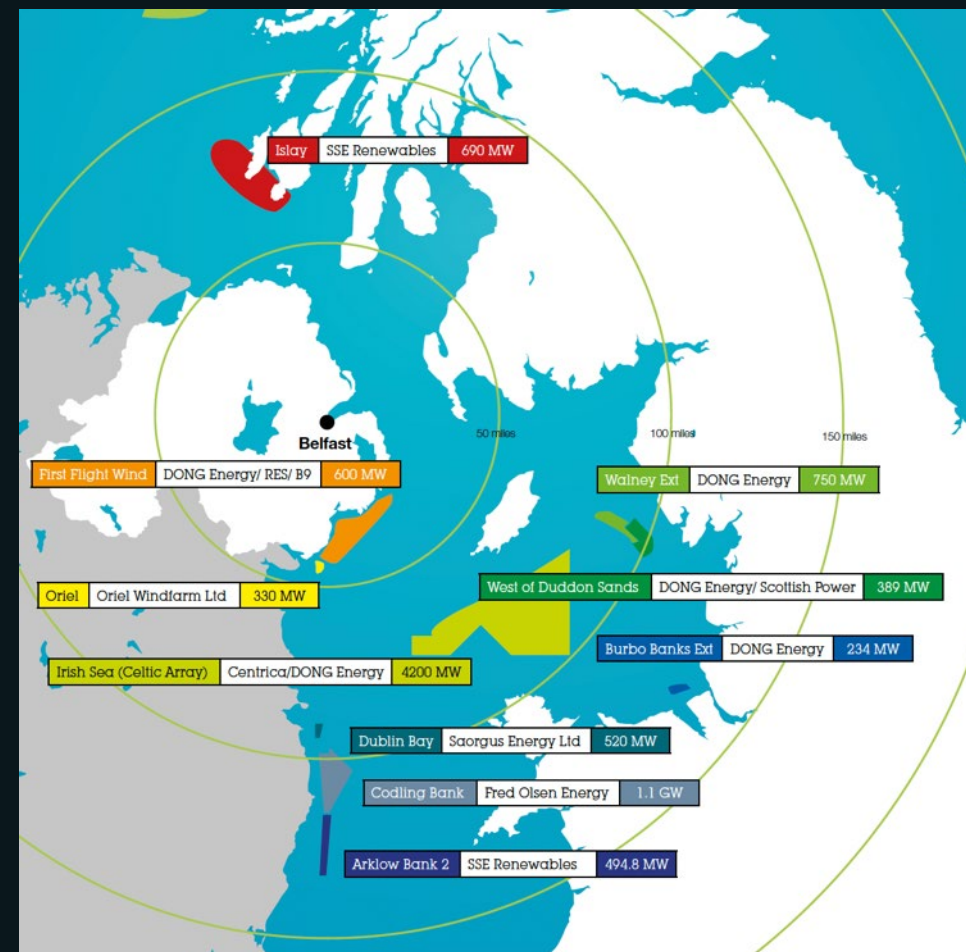 Islay SSE Renewables 690 MW
Belfast
50 miles
100 miles
150 miles
First Flight Wind DONG Energy/ RES/ B9 600 MW
Walney Ext DONG Energy 750 MW
West of Duddon Sands DONG Energy/ Scottish Power 389 MW
Oriel Oriel Windfarm Ltd 330 MW
Burbo Banks Ext DONG Energy 234 MW
Irish Sea (Celtic Array) Centrica/DONG Energy 4200 MW
Dublin Bay Saorgus Energy Ltd 520 MW
Codling Bank Fred Olsen Energy 1.1 GW
Arklow Bank 2 SSE Renewables 494.8 MW